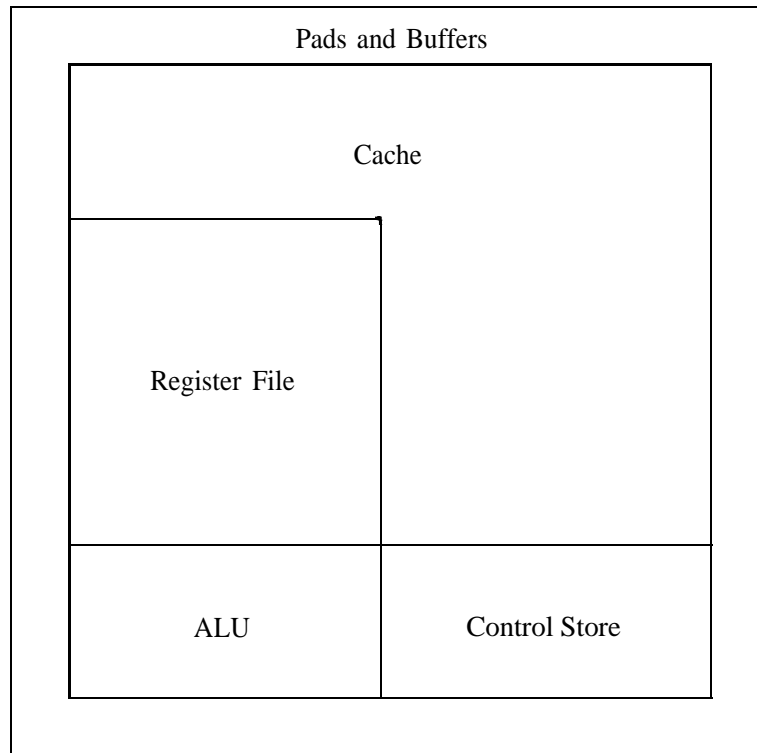 Pads and Buffers
Cache
Register File
ALU
Control Store